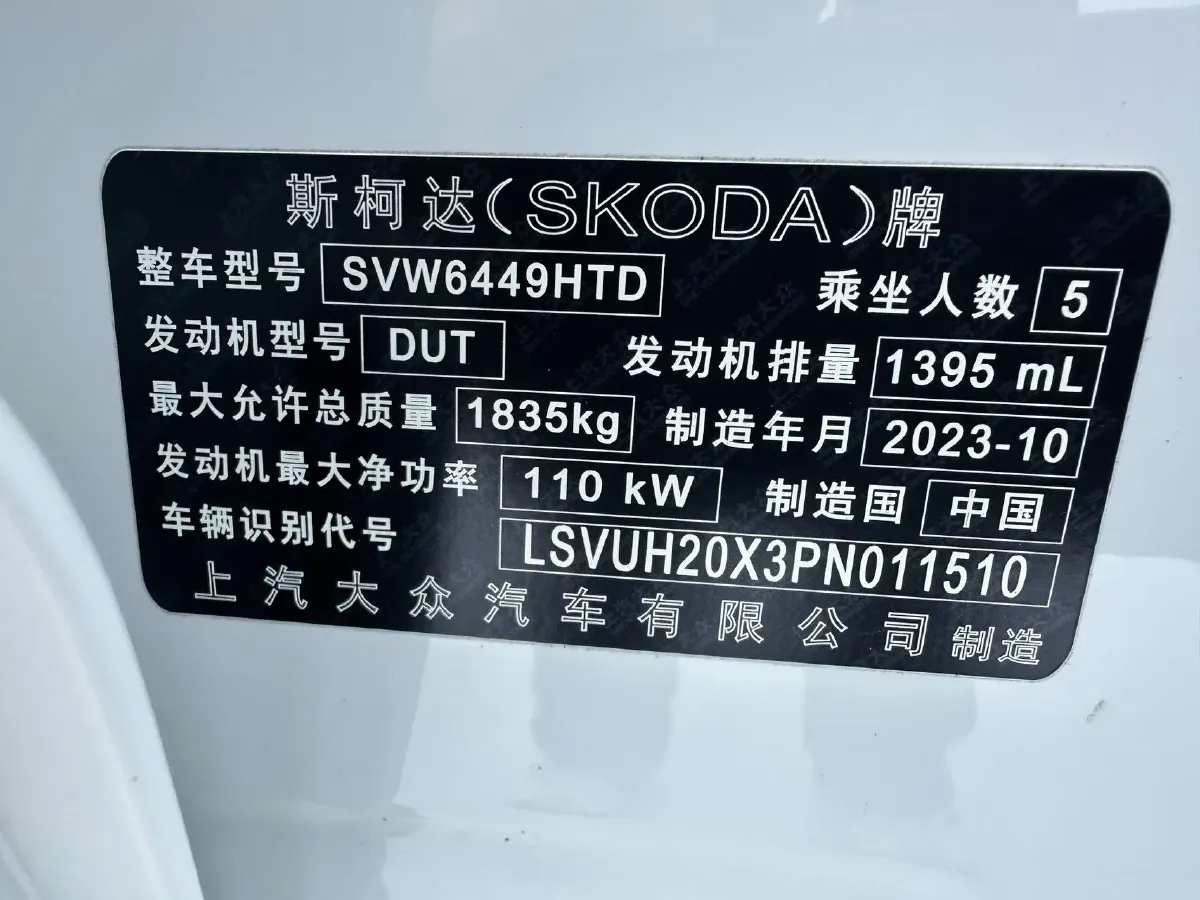 斯柯达(SKODA)牌
整车型号 SVW6449HTD 乘坐人数 5
发动机型号 DUT 发动机排量 1395 mL
最大允许总质量 1835kg 制造年月 2023-10
发动机最大净功率 110 kW 制造国 中国
车辆识别代号 LSVUH20X3PN011510
上汽大众汽车有限公司 制造